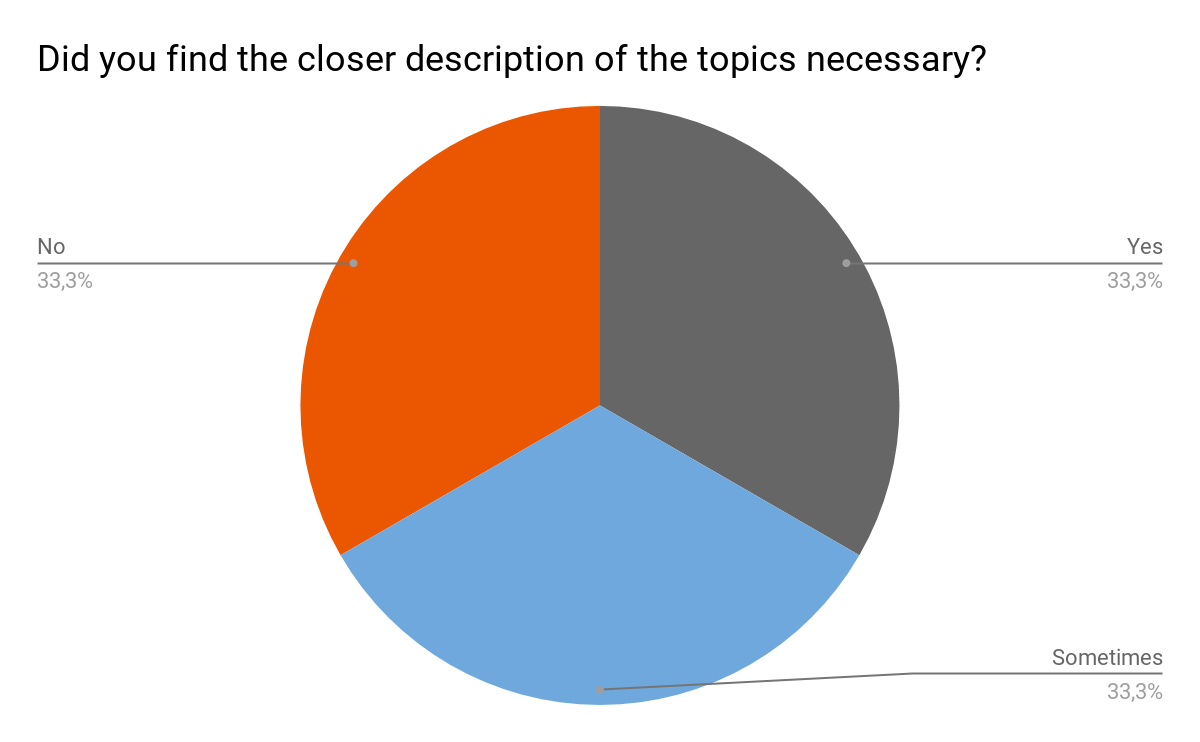 Did you find the closer description of the topics necessary?
No
33,3%
Yes
33,3%
Sometimes
33,3%